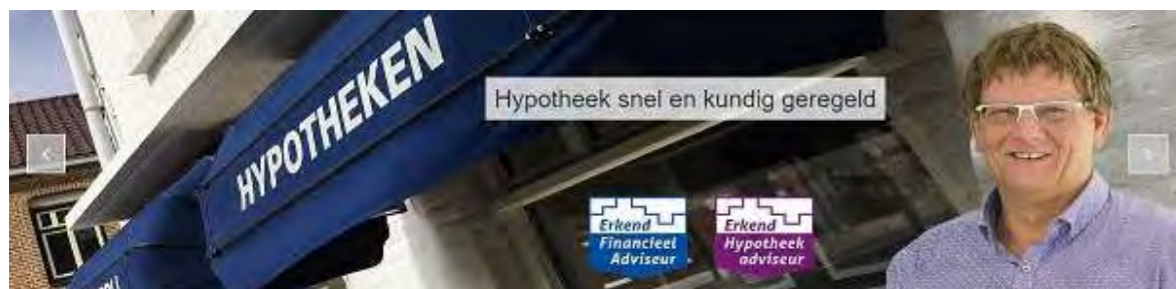 HYPOTHEKEN
Hypotheek snel en kundig geregeld
Erkend
Financieel
Adviseur
Erkend
Hypotheek
adviseur